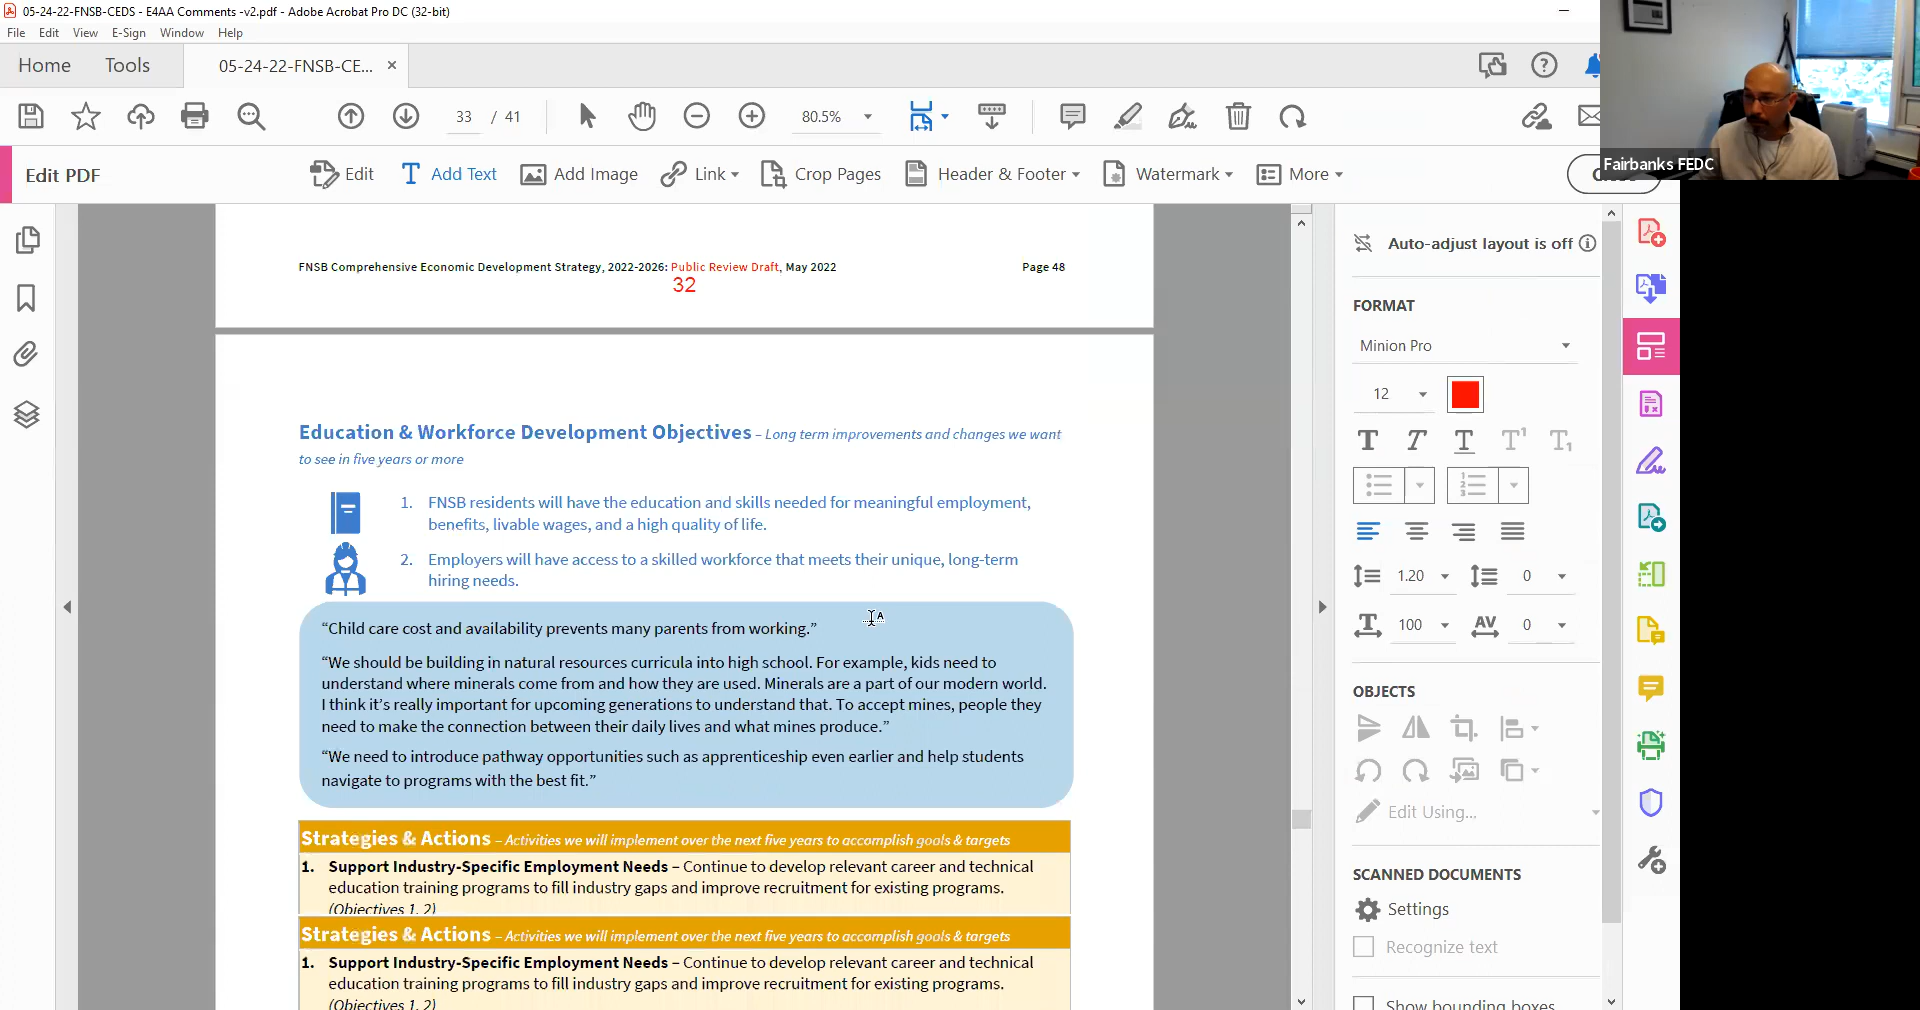 05-24-22-FNSB-CEDS - E4AA Comments -v2.pdf - Adobe Acrobat Pro DC (32-bit)
File Edit View E-Sign Window Help
Home Tools 05-24-22-FNSB-CE... ×
33 / 41 80.5%
Edit PDF Edit Add Text Add Image Link Crop Pages Header & Footer Watermark More
Fairbanks FEDC
FNSB Comprehensive Economic Development Strategy, 2022-2026: Public Review Draft, May 2022 Page 48
32
Education & Workforce Development Objectives – Long term improvements and changes we want
to see in five years or more
1. FNSB residents will have the education and skills needed for meaningful employment,
benefits, livable wages, and a high quality of life.
2. Employers will have access to a skilled workforce that meets their unique, long-term
hiring needs.
“Child care cost and availability prevents many parents from working.”
“We should be building in natural resources curricula into high school. For example, kids need to
understand where minerals come from and how they are used. Minerals are a part of our modern world.
I think it’s really important for upcoming generations to understand that. To accept mines, people they
need to make the connection between their daily lives and what mines produce.”
“We need to introduce pathway opportunities such as apprenticeship even earlier and help students
navigate to programs with the best fit.”
Strategies & Actions – Activities we will implement over the next five years to accomplish goals & targets
1. Support Industry-Specific Employment Needs – Continue to develop relevant career and technical
education training programs to fill industry gaps and improve recruitment for existing programs.
(Objectives 1, 2)
Strategies & Actions – Activities we will implement over the next five years to accomplish goals & targets
1. Support Industry-Specific Employment Needs – Continue to develop relevant career and technical
education training programs to fill industry gaps and improve recruitment for existing programs.
(Objectives 1, 2)
Auto-adjust layout is off
FORMAT
Minion Pro
12
1.20 0
100 AV 0
OBJECTS
Edit Using...
SCANNED DOCUMENTS
Settings
Recognize text
Show bounding boxes